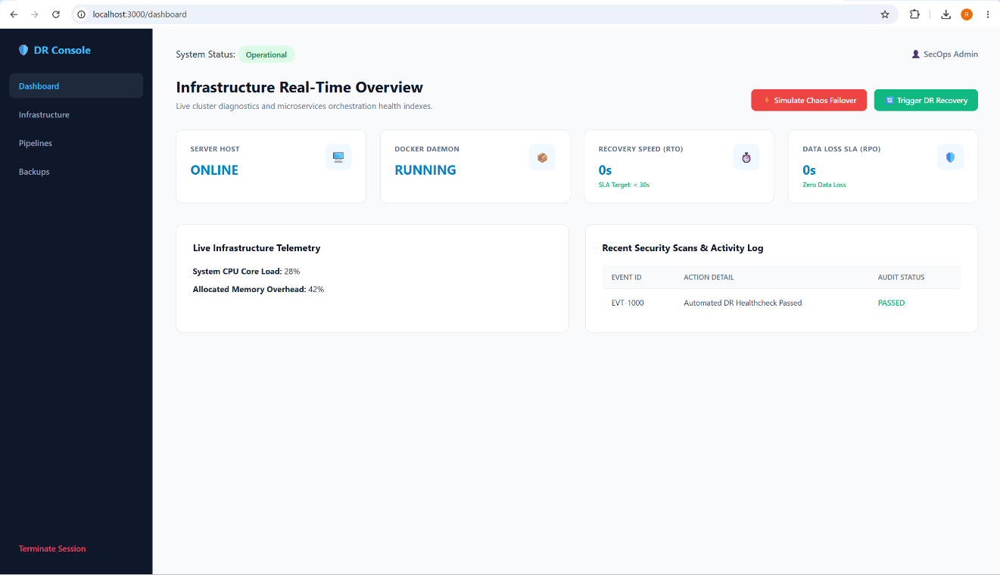 localhost:3000/dashboard
R
DR Console
Dashboard
Infrastructure
Pipelines
Backups
Terminate Session
System Status: Operational
SecOps Admin
Infrastructure Real-Time Overview
Live cluster diagnostics and microservices orchestration health indexes.
Simulate Chaos Failover
Trigger DR Recovery
SERVER HOST
ONLINE
DOCKER DAEMON
RUNNING
RECOVERY SPEED (RTO)
0s
SLA Target: < 30s
DATA LOSS SLA (RPO)
0s
Zero Data Loss
Live Infrastructure Telemetry
System CPU Core Load: 28%
Allocated Memory Overhead: 42%
Recent Security Scans & Activity Log
EVENT ID ACTION DETAIL AUDIT STATUS
EVT-1000 Automated DR Healthcheck Passed PASSED